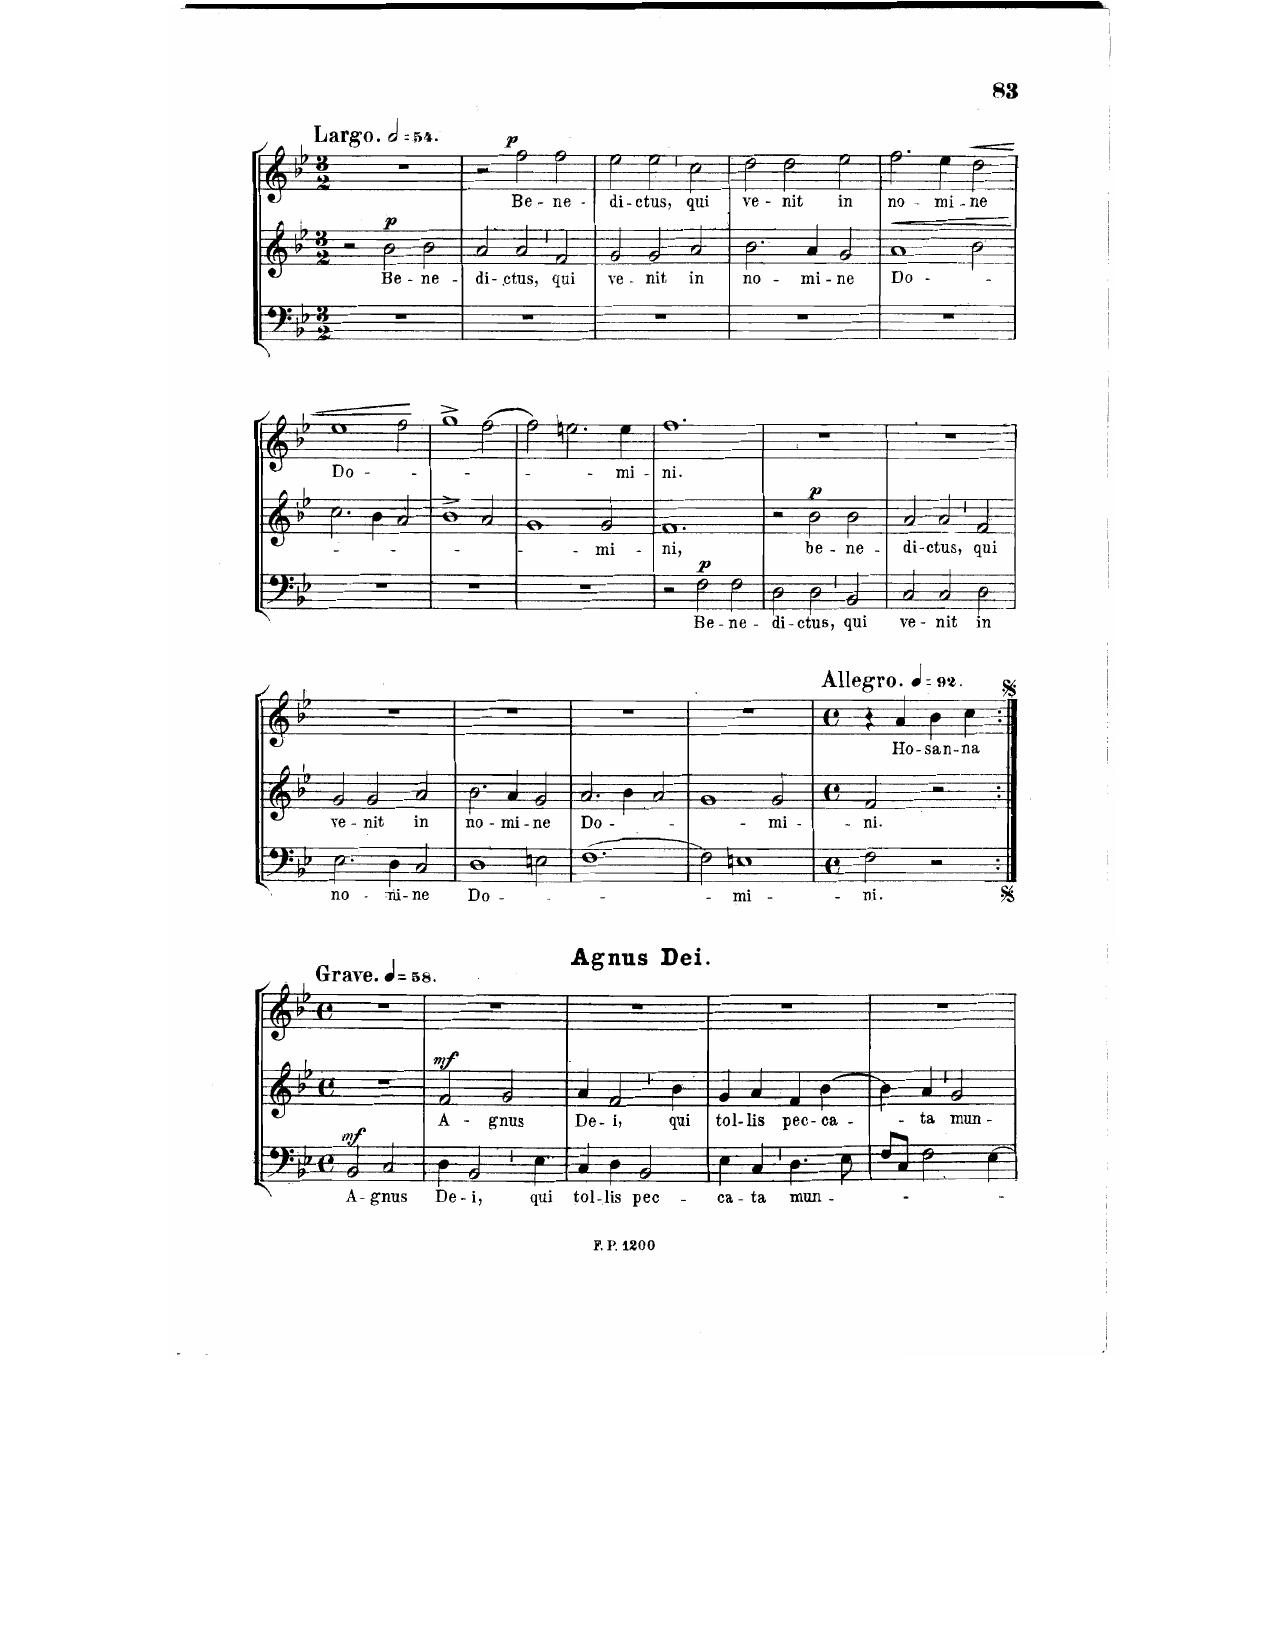 83
Largo. = 54.
p
Be - ne - di - ctus, qui ve - nit in no - mi - ne
p
Be - ne - di - ctus, qui ve - nit in no - mi - ne Do - -
Do - - - - - mi - ni.
p
- - - - - mi - ni, be - ne - di - ctus, qui
p
Be - ne - di - ctus, qui ve - nit in
Allegro. = 92.
Ho - san - na
ve - nit in no - mi - ne Do - - - mi - ni.
no - ni - ne Do - - - mi - ni.
Agnus Dei.
Grave. = 58.
mf
A - gnus De - i, qui tol - lis pec - ca - - ta mun -
mf
A - gnus De - i, qui tol - lis pec - ca - ta mun - - -
F. P. 1200